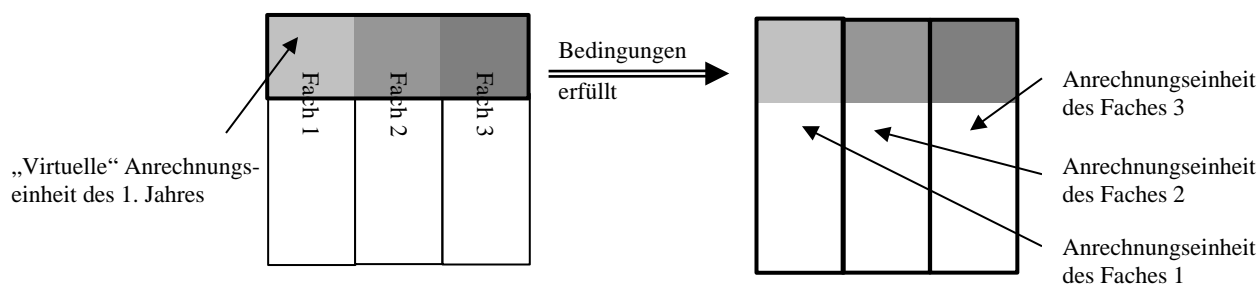 „Virtuelle“ Anrechnungs-
einheit des 1. Jahres
Fach 1
Fach 2
Fach 3
Bedingungen
erfüllt
Anrechnungseinheit
des Faches 3
Anrechnungseinheit
des Faches 2
Anrechnungseinheit
des Faches 1